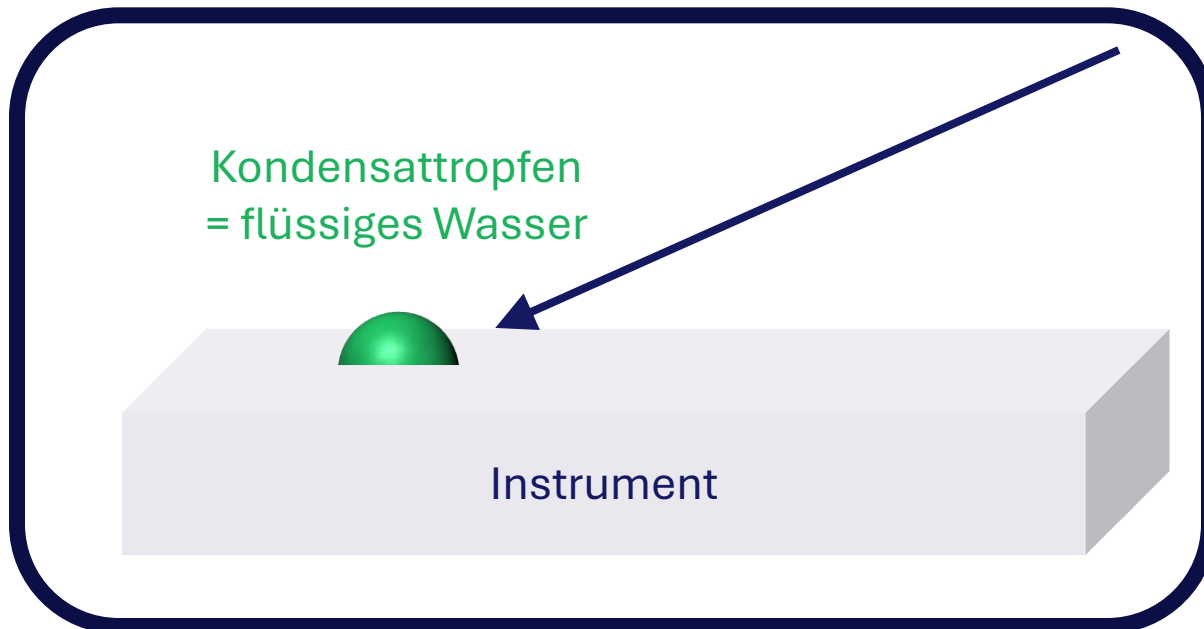 Kondensattropfen
= flüssiges Wasser
Instrument